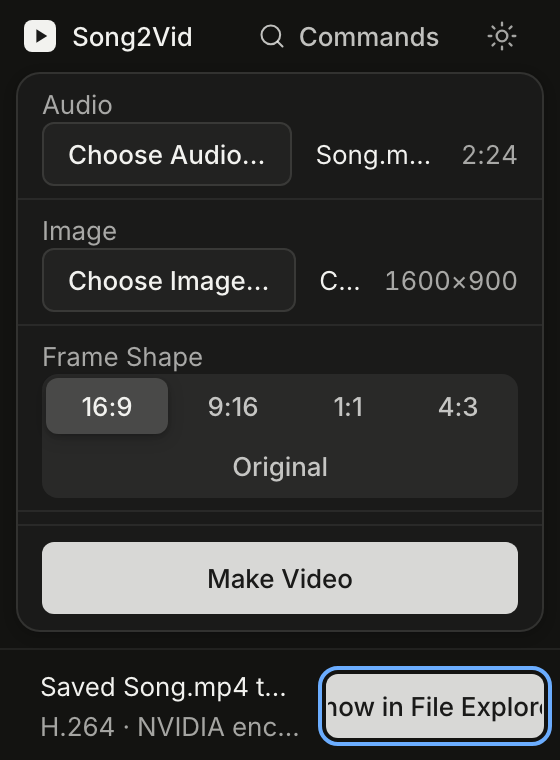 Song2Vid Commands
Audio
Choose Audio... Song.m... 2:24
Image
Choose Image... C... 1600×900
Frame Shape
16:9 9:16 1:1 4:3
Original
Make Video
Saved Song.mp4 t...
H.264 · NVIDIA enc...
how in File Explore